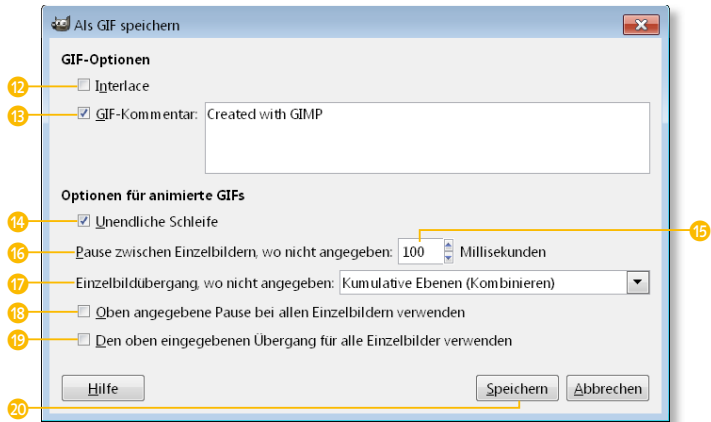 Als GIF speichern
GIF-Optionen
12 Interlace
13 GIF-Kommentar: Created with GIMP
Optionen für animierte GIFs
14 Unendliche Schleife
15
16 Pause zwischen Einzelbildern, wo nicht angegeben: 100 Millisekunden
17 Einzelbildübergang, wo nicht angegeben: Kumulative Ebenen (Kombinieren)
18 Oben angegebene Pause bei allen Einzelbildern verwenden
19 Den oben eingegebenen Übergang für alle Einzelbilder verwenden
Hilfe Speichern Abbrechen
20